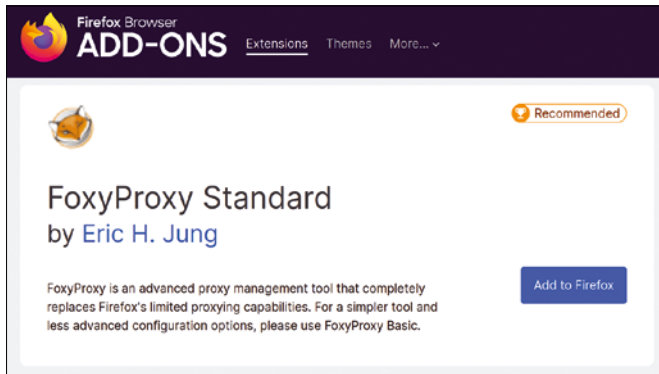 Firefox Browser
ADD-ONS
Extensions Themes More...
Recommended
FoxyProxy Standard
by Eric H. Jung
FoxyProxy is an advanced proxy management tool that completely
replaces Firefox's limited proxying capabilities. For a simpler tool and
less advanced configuration options, please use FoxyProxy Basic.
Add to Firefox